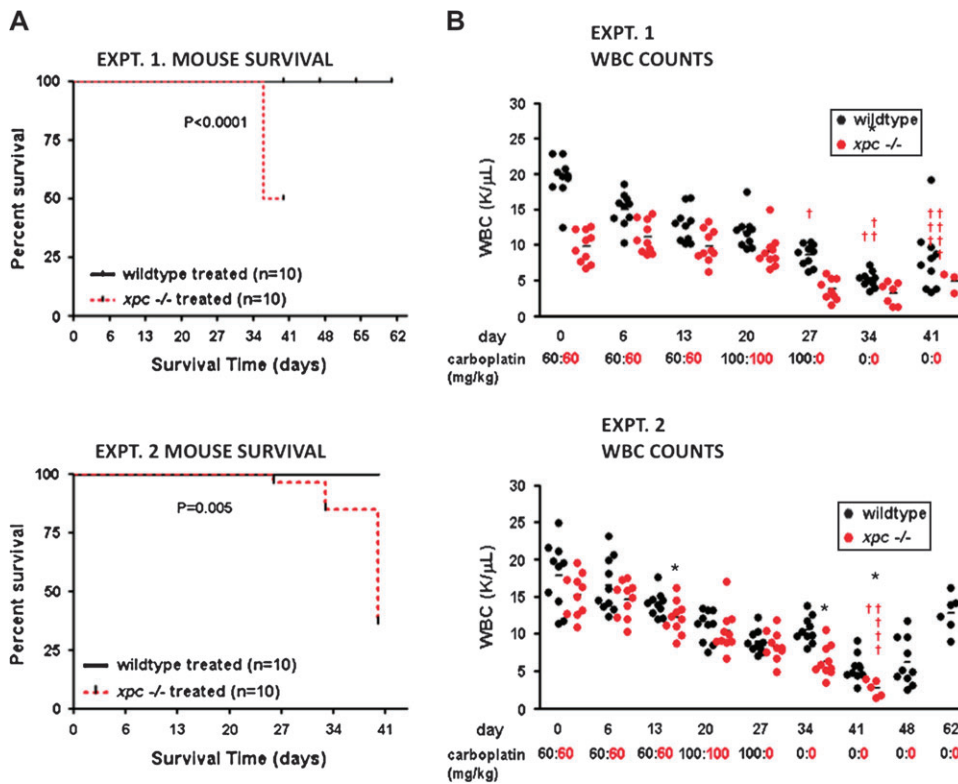 A
EXPT. 1. MOUSE SURVIVAL
Percent survival
100
75
50
25
0
P<0.0001
wildtype treated (n=10)
xpc -/- treated (n=10)
0 6 13 20 27 34 41 48 55 62
Survival Time (days)
B
EXPT. 1
WBC COUNTS
WBC (K/µL)
30
25
20
15
10
5
0
wildtype
*
xpc -/-
†
†
† †
† †
† †
† †
†
day 0 6 13 20 27 34 41
carboplatin 60:60 60:60 60:60 100:100 100:0 0:0 0:0
(mg/kg)
EXPT. 2 MOUSE SURVIVAL
Percent survival
100
75
50
25
0
P=0.005
wildtype treated (n=10)
xpc -/- treated (n=10)
0 6 13 20 27 34 41
Survival Time (days)
EXPT. 2
WBC COUNTS
WBC (K/µL)
30
25
20
15
10
5
0
wildtype
xpc -/-
*
*
*
† †
†
†
†
day 0 6 13 20 27 34 41 48 62
carboplatin 60:60 60:60 60:60 100:100 100:0 0:0 0:0 0:0 0:0
(mg/kg)